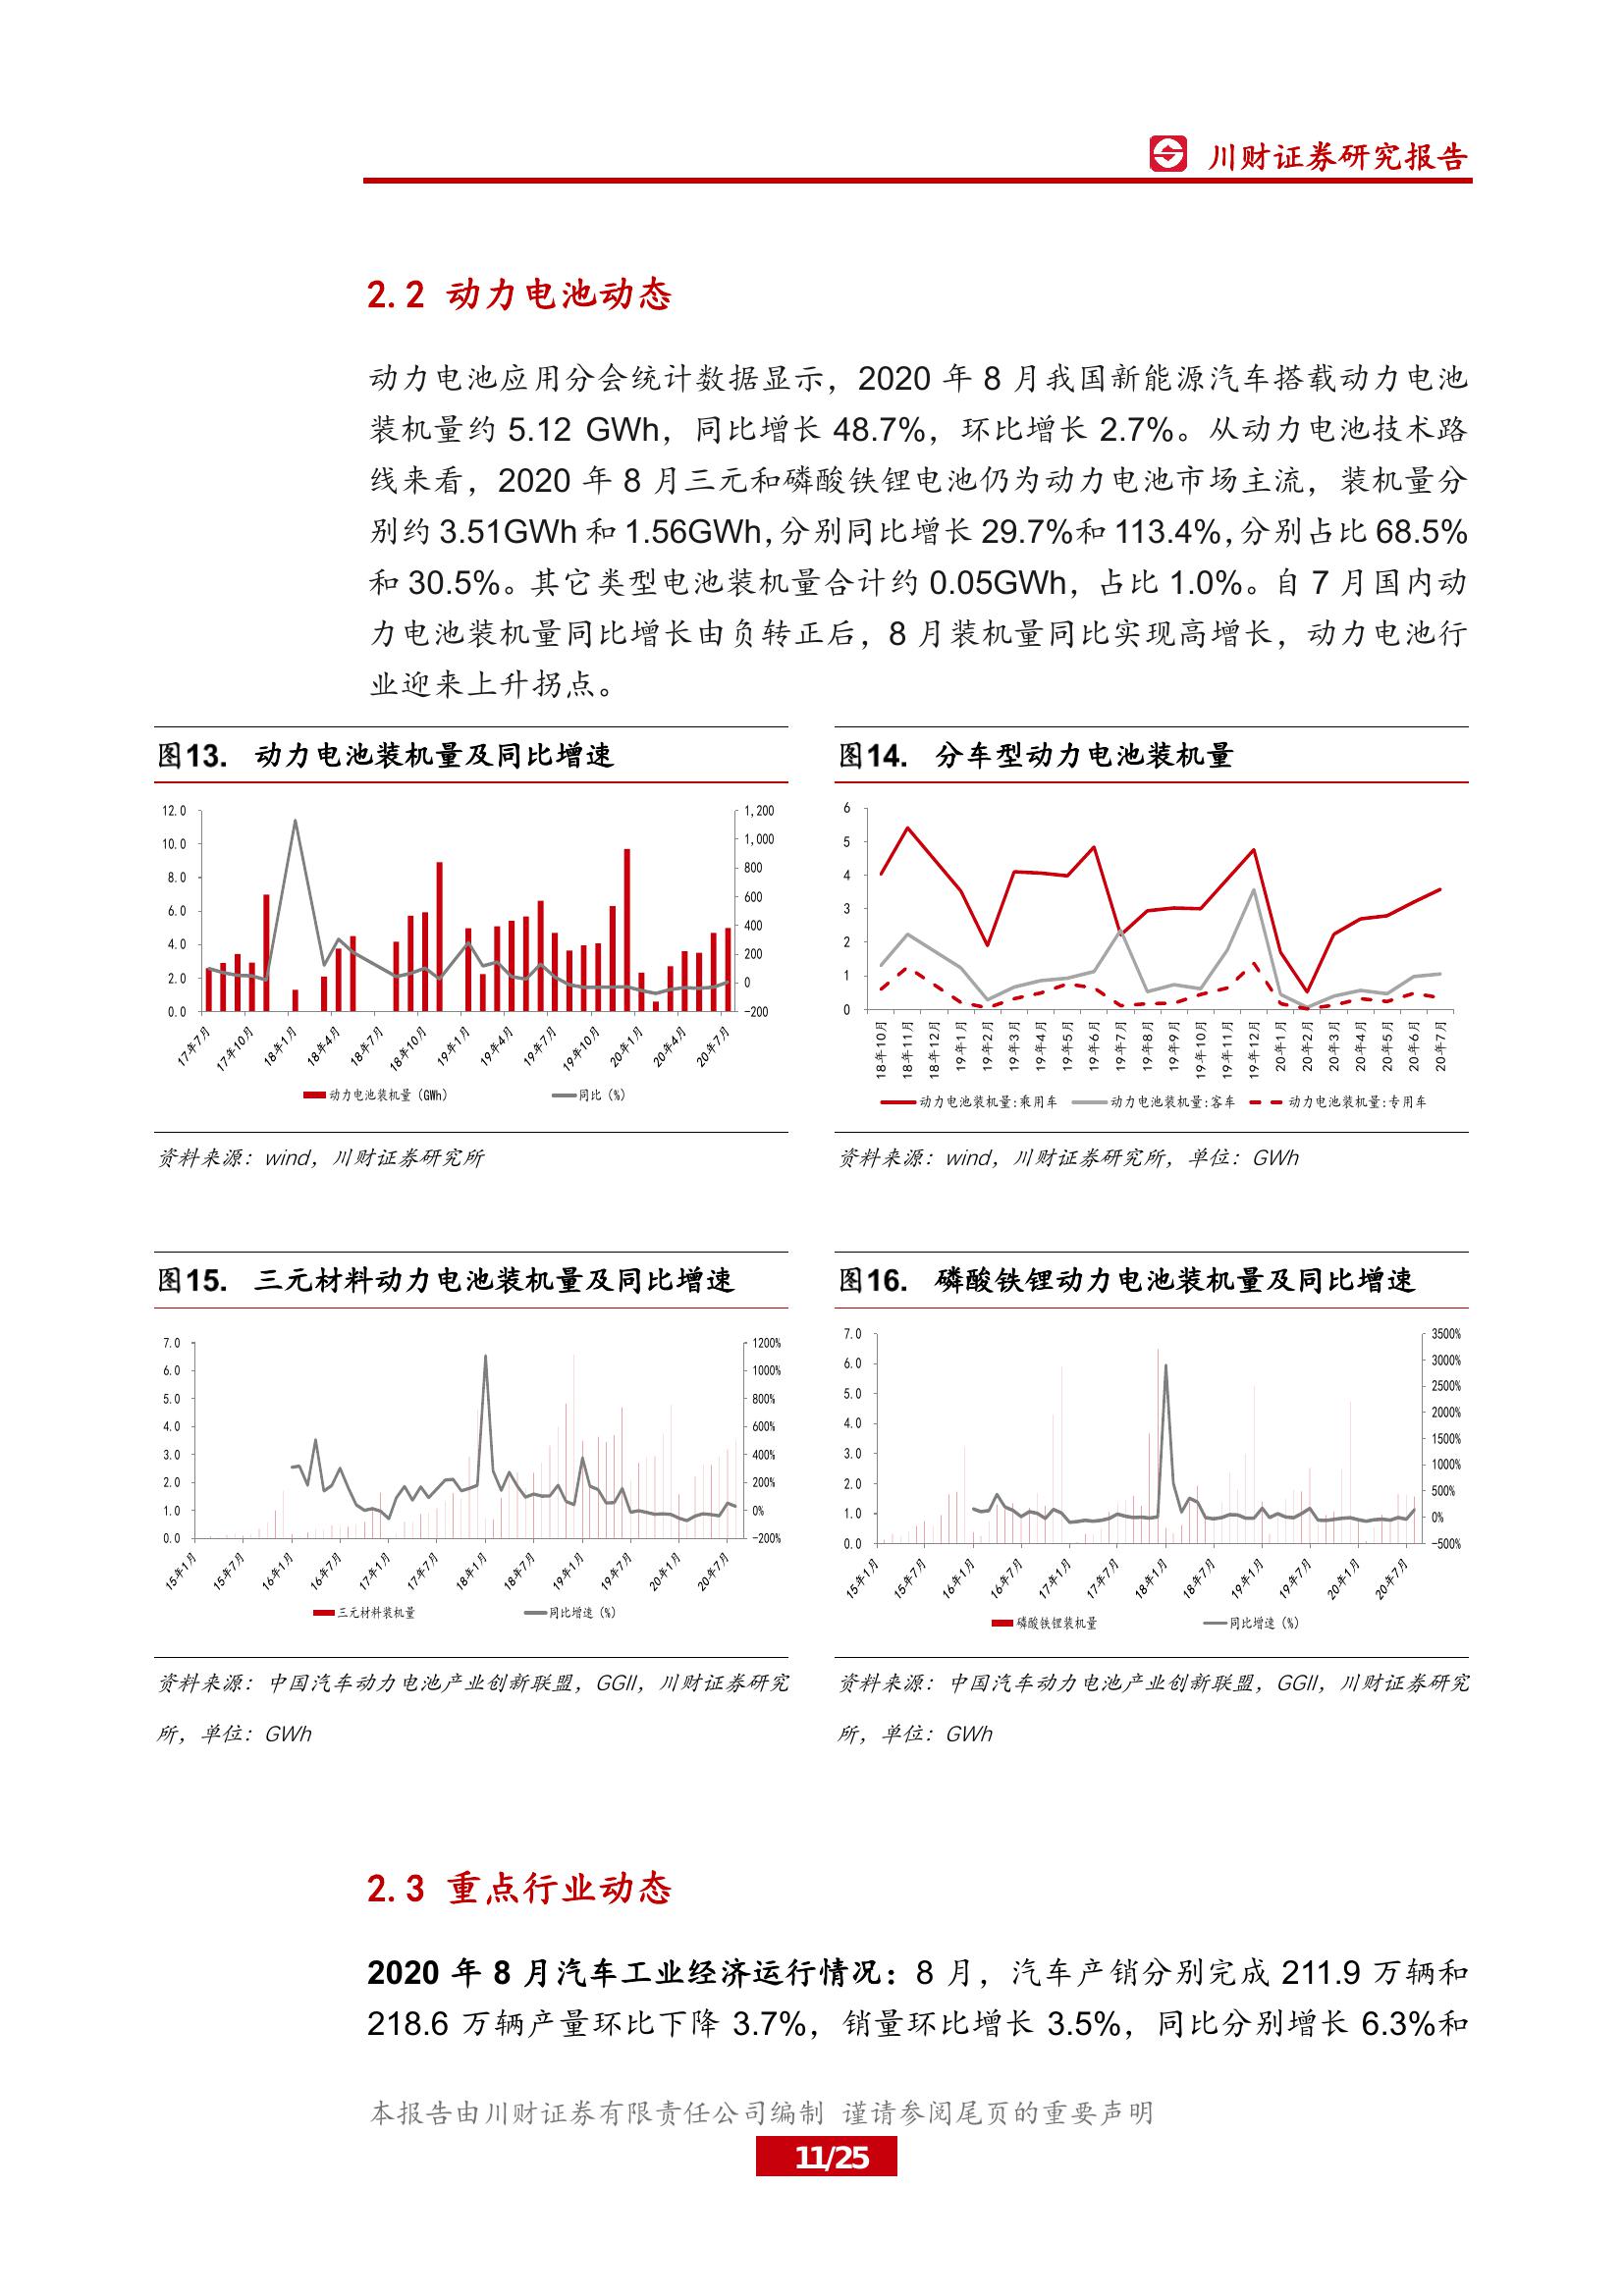 川财证券研究报告
2.2 动力电池动态
动力电池应用分会统计数据显示，2020 年 8 月我国新能源汽车搭载动力电池
装机量约 5.12 GWh，同比增长 48.7%，环比增长 2.7%。从动力电池技术路
线来看，2020 年 8 月三元和磷酸铁锂电池仍为动力电池市场主流，装机量分
别约 3.51GWh 和 1.56GWh，分别同比增长 29.7%和 113.4%，分别占比 68.5%
和 30.5%。其它类型电池装机量合计约 0.05GWh，占比 1.0%。自 7 月国内动
力电池装机量同比增长由负转正后，8 月装机量同比实现高增长，动力电池行
业迎来上升拐点。
图13. 动力电池装机量及同比增速
12.0
10.0
8.0
6.0
4.0
2.0
0.0
1,200
1,000
800
600
400
200
0
-200
17年7月
17年10月
18年1月
18年4月
18年7月
18年10月
19年1月
19年4月
19年7月
19年10月
20年1月
20年4月
20年7月
动力电池装机量（GWh）
同比（%）
资料来源：wind，川财证券研究所
图14. 分车型动力电池装机量
6
5
4
3
2
1
0
18年10月
18年11月
18年12月
19年1月
19年2月
19年3月
19年4月
19年5月
19年6月
19年7月
19年8月
19年9月
19年10月
19年11月
19年12月
20年1月
20年2月
20年3月
20年4月
20年5月
20年6月
20年7月
动力电池装机量:乘用车
动力电池装机量:客车
动力电池装机量:专用车
资料来源：wind，川财证券研究所，单位：GWh
图15. 三元材料动力电池装机量及同比增速
7.0
6.0
5.0
4.0
3.0
2.0
1.0
0.0
1200%
1000%
800%
600%
400%
200%
0%
-200%
15年1月
15年7月
16年1月
16年7月
17年1月
17年7月
18年1月
18年7月
19年1月
19年7月
20年1月
20年7月
三元材料装机量
同比增速（%）
资料来源：中国汽车动力电池产业创新联盟，GGII，川财证券研究
所，单位：GWh
图16. 磷酸铁锂动力电池装机量及同比增速
7.0
6.0
5.0
4.0
3.0
2.0
1.0
0.0
3500%
3000%
2500%
2000%
1500%
1000%
500%
0%
-500%
15年1月
15年7月
16年1月
16年7月
17年1月
17年7月
18年1月
18年7月
19年1月
19年7月
20年1月
20年7月
磷酸铁锂装机量
同比增速（%）
资料来源：中国汽车动力电池产业创新联盟，GGII，川财证券研究
所，单位：GWh
2.3 重点行业动态
2020 年 8 月汽车工业经济运行情况：8 月，汽车产销分别完成 211.9 万辆和
218.6 万辆产量环比下降 3.7%，销量环比增长 3.5%，同比分别增长 6.3%和
本报告由川财证券有限责任公司编制 谨请参阅尾页的重要声明
11/25